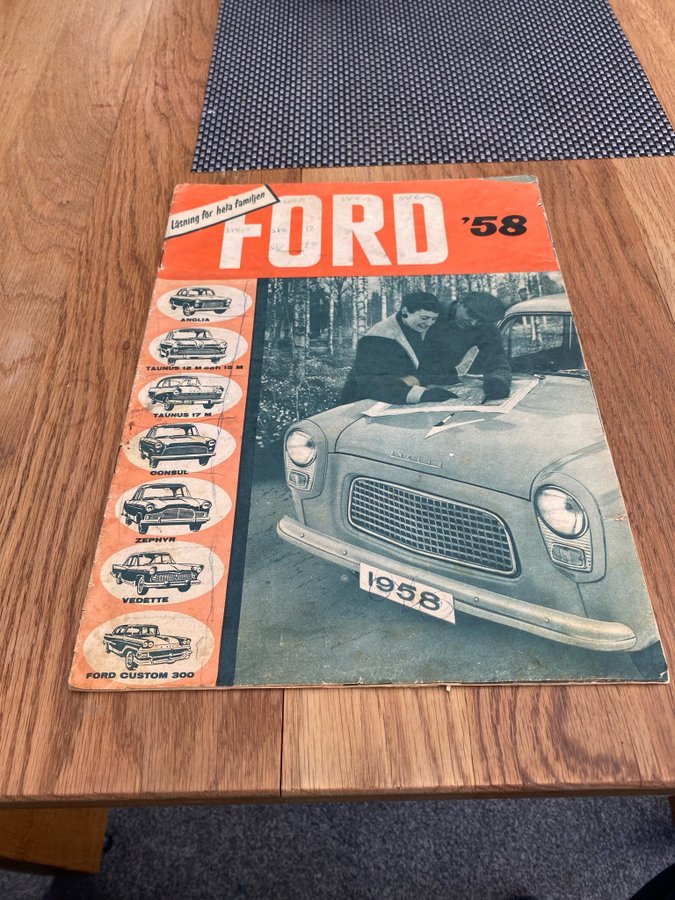 Läsning för hela familjen
FORD '58
ANGLIA
TAUNUS 12 M och 15 M
TAUNUS 17 M
CONSUL
ZEPHYR
VEDETTE
FORD CUSTOM 300
1958